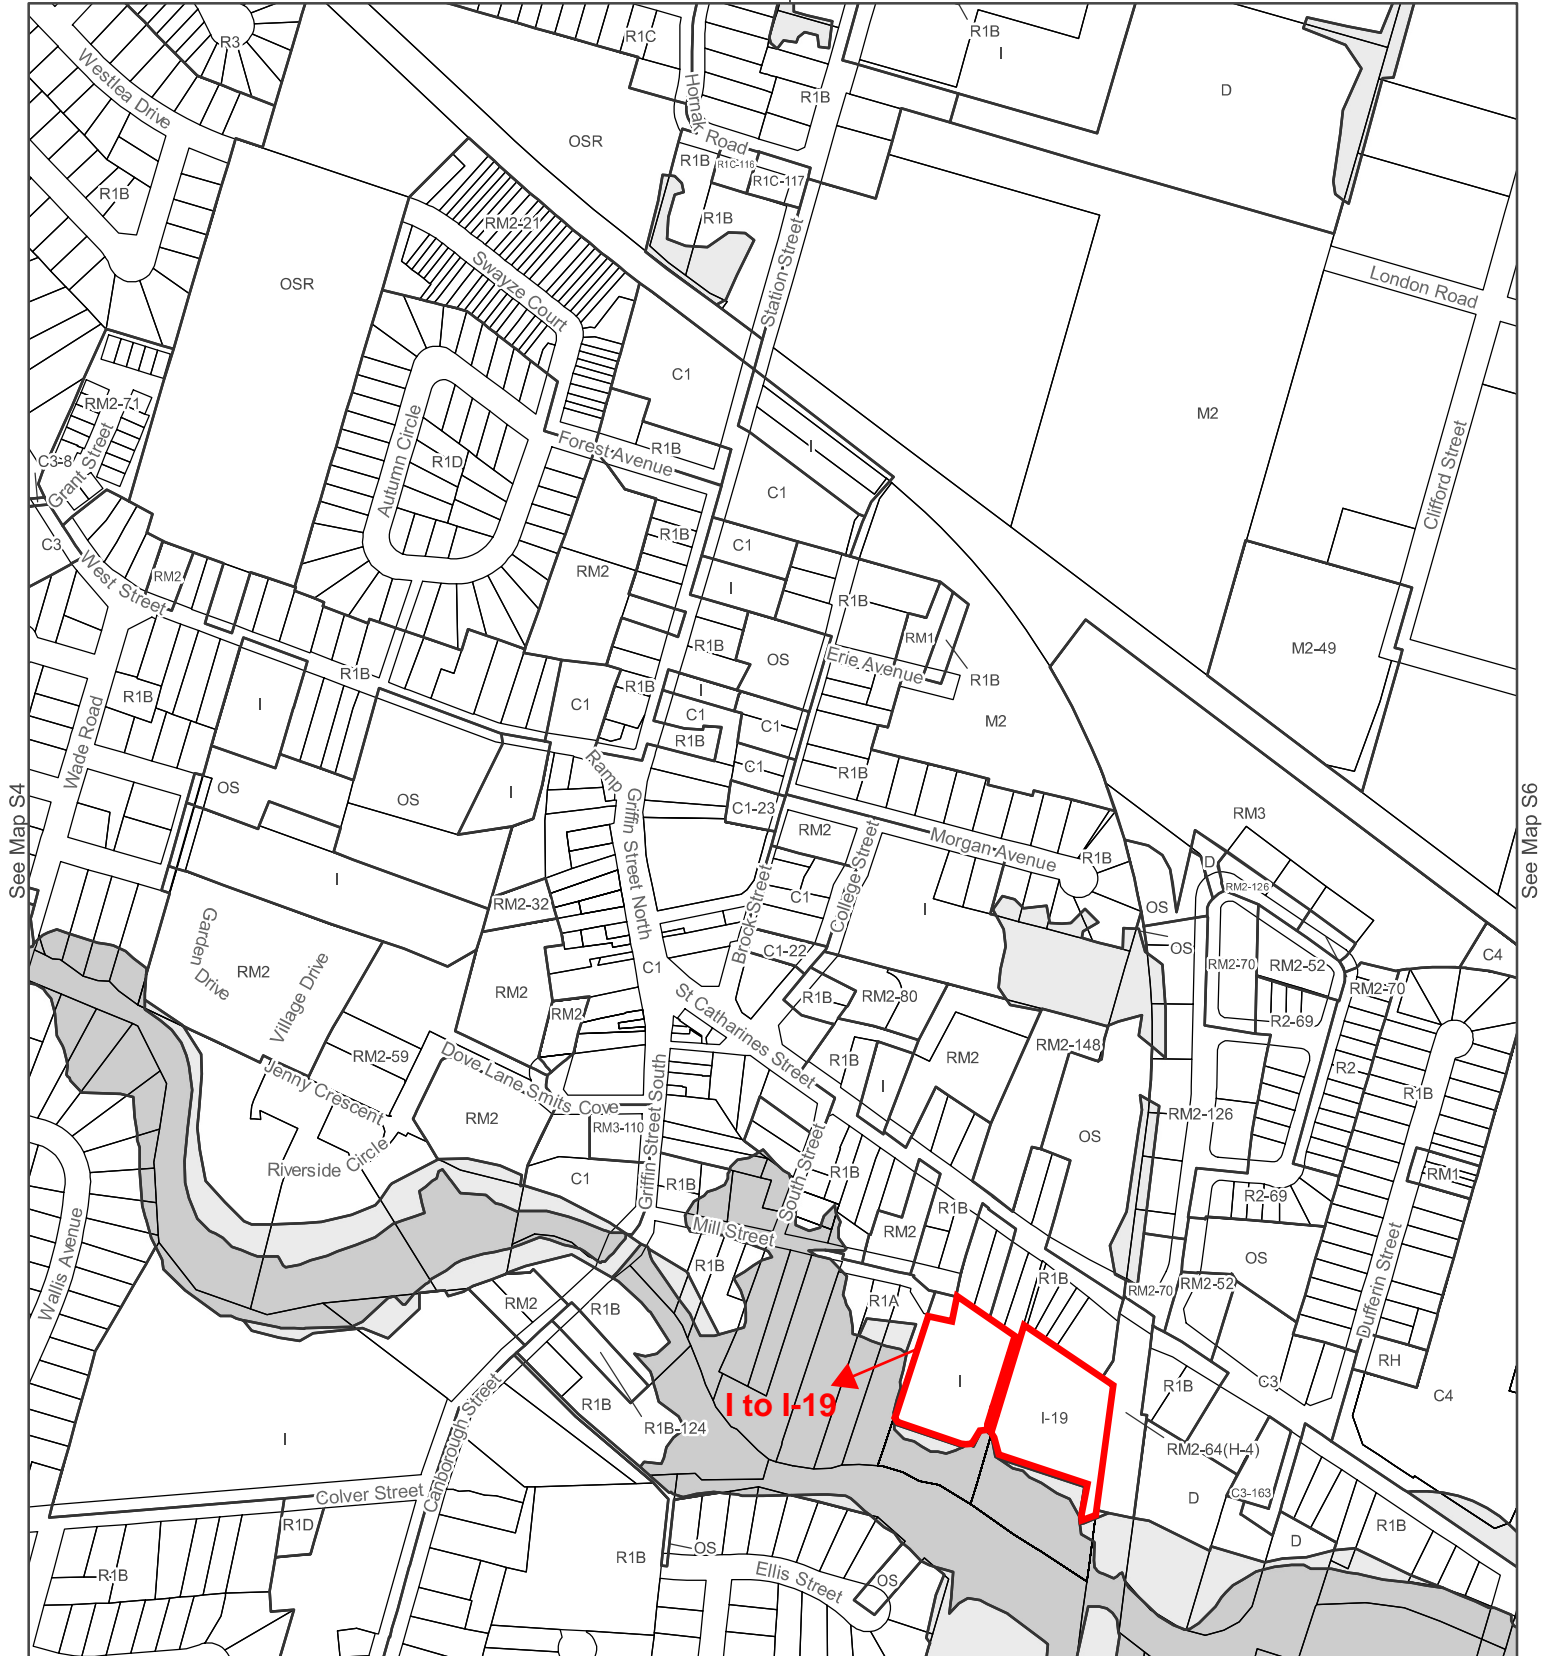 R3
R1C
R1B
I
Westlea Drive
Hornak Road
R1B
D
OSR
R1B
R1C-116
R1C-117
R1B
R1B
RM2-21
Swayze Court
Station Street
London Road
OSR
C1
M2
RM2-71
Grant Street
C3-8
Autumn Circle
R1D
Forest Avenue
R1B
I
Clifford Street
C1
R1B
C3
C1
West Street
RM2
RM2
I
R1B
RM1
R1B
OS
Erie Avenue
M2-49
R1B
R1B
R1B
I
R1B
I
C1
C1
C1
M2
Wade Road
R1B
Ramp
C1
R1B
OS
OS
I
Griffin Street North
C1-23
RM2
RM3
See Map S4
See Map S6
College Street
Morgan Avenue
R1B
D
RM2-126
I
Brock Street
C1
RM2-32
I
OS
OS
C1-22
C4
Garden Drive
RM2
Village Drive
C1
RM2-70
RM2-52
RM2
St Catharines Street
R1B
RM2-80
RM2-70
RM2
R2-69
RM2-59
Dove Lane
Smits Cove
R1B
RM2
RM2-148
Jenny Crescent
I
R2
R1B
RM2
RM3-110
Griffin Street South
RM2-126
OS
Riverside Circle
C1
R1B
South Street
R1B
RM1
R2-69
Mill Street
RM2
R1B
Wallis Avenue
R1B
OS
Dufferin Street
RM2
R1B
R1A
R1B
RM2-70
RM2-52
RH
I
R1B
C3
C4
I to I-19
R1B
R1B-124
I-19
I
RM2-64(H-4)
Canborough Street
Colver Street
D
C3-163
R1D
R1B
D
R1B
R1B
OS
Ellis Street
OS